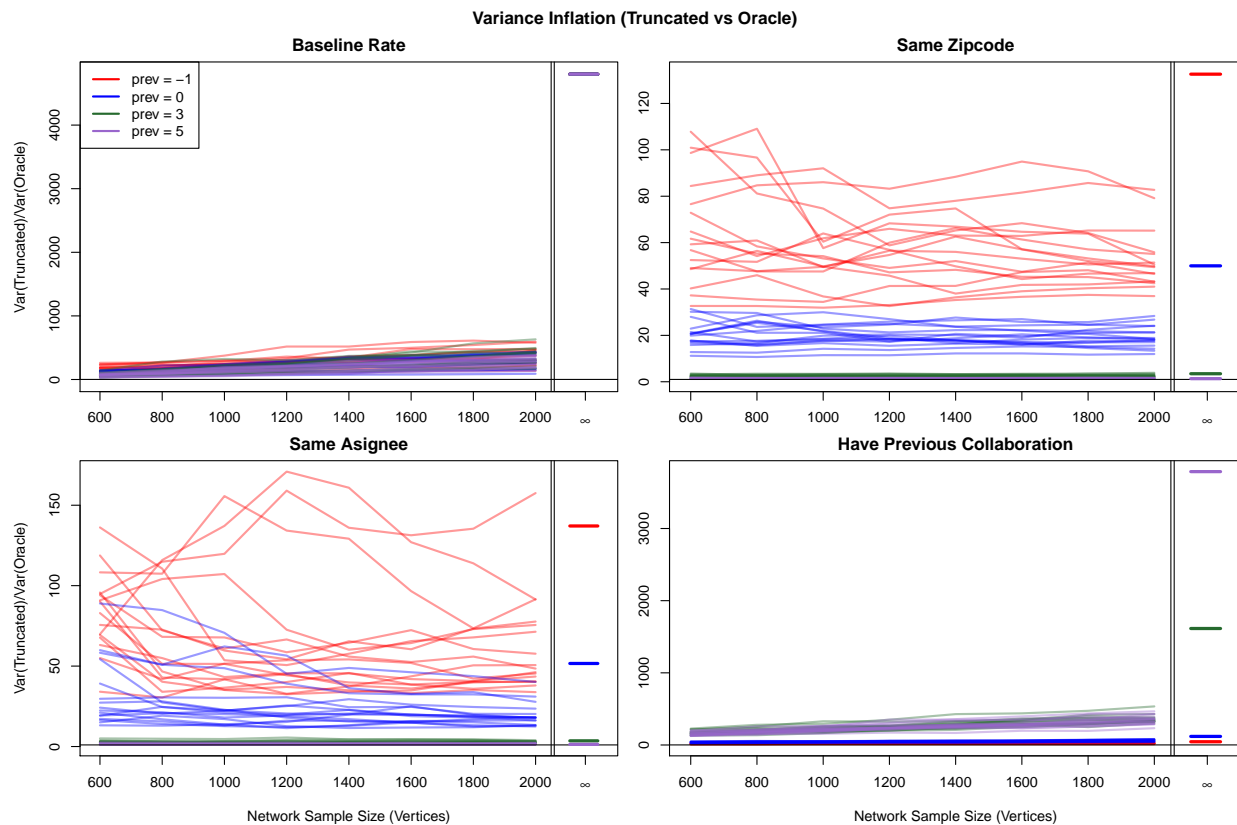 Variance Inflation (Truncated vs Oracle)
Baseline Rate
prev = −1
prev = 0
prev = 3
prev = 5
Var(Truncated)/Var(Oracle)
0 1000 2000 3000 4000
600 800 1000 1200 1400 1600 1800 2000 ∞
Same Zipcode
0 20 40 60 80 100 120
600 800 1000 1200 1400 1600 1800 2000 ∞
Same Asignee
Var(Truncated)/Var(Oracle)
0 50 100 150
600 800 1000 1200 1400 1600 1800 2000 ∞
Network Sample Size (Vertices)
Have Previous Collaboration
0 1000 2000 3000
600 800 1000 1200 1400 1600 1800 2000 ∞
Network Sample Size (Vertices)